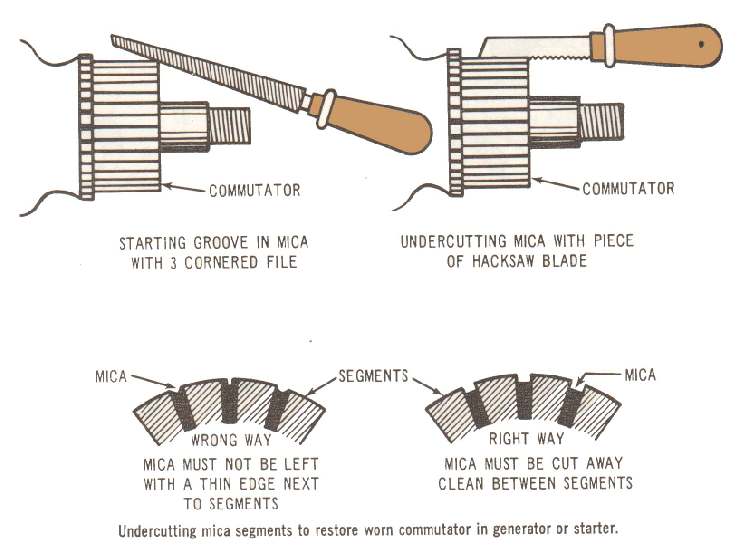 COMMUTATOR
STARTING GROOVE IN MICA
WITH 3 CORNERED FILE
COMMUTATOR
UNDERCUTTING MICA WITH PIECE
OF HACKSAW BLADE
MICA
SEGMENTS
WRONG WAY
MICA MUST NOT BE LEFT
WITH A THIN EDGE NEXT
TO SEGMENTS
MICA
RIGHT WAY
MICA MUST BE CUT AWAY
CLEAN BETWEEN SEGMENTS
Undercutting mica segments to restore worn commutator in generator or starter.